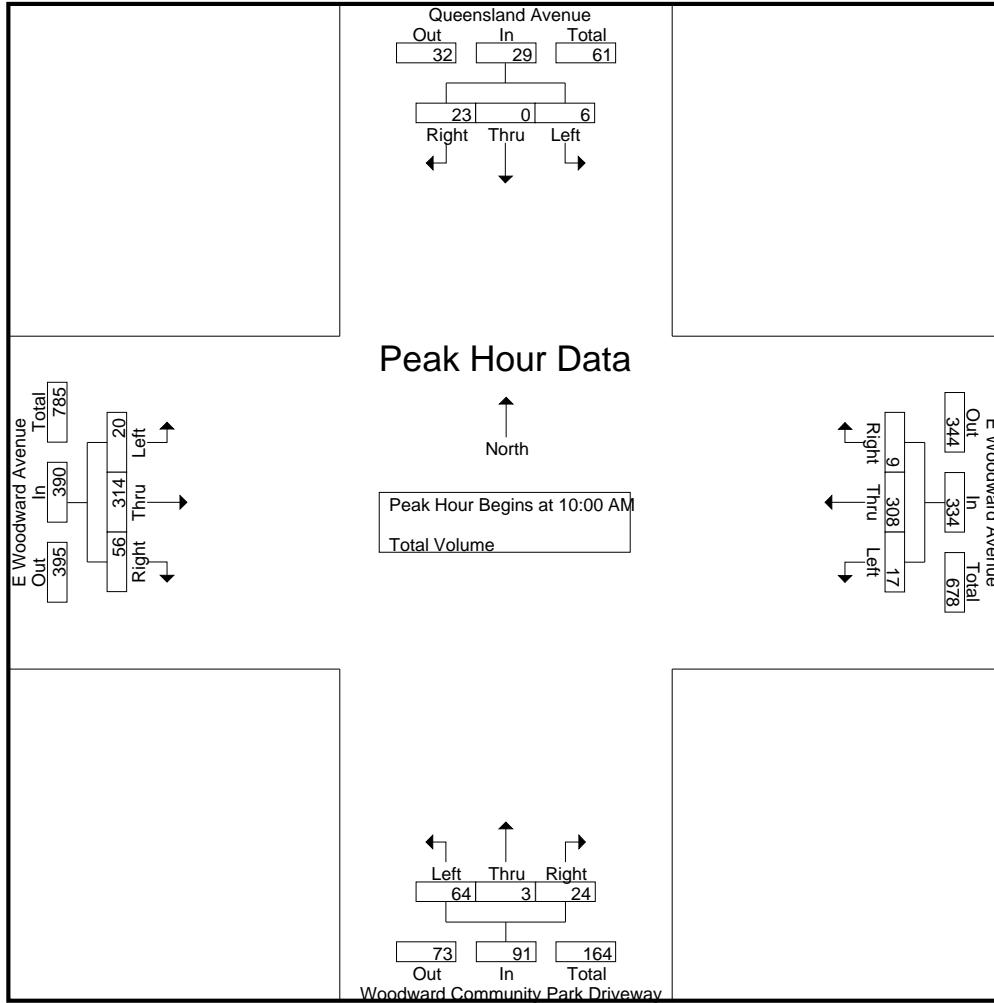 Queensland Avenue
Out In Total
32 29 61
23 0 6
Right Thru Left
Peak Hour Data
North
Peak Hour Begins at 10:00 AM
Total Volume
E Woodward Avenue
Out In Total
395 390 785
20 314 56
Left Thru Right
E Woodward Avenue
Out In Total
344 334 678
9 308 17
Right Thru Left
Left Thru Right
64 3 24
73 91 164
Out In Total
Woodward Community Park Driveway